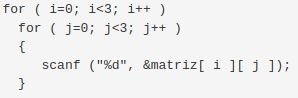 for ( i=0; i<3; i++ )
  for ( j=0; j<3; j++ )
  {
     scanf ("%d", &matriz[ i ][ j ]);
  }